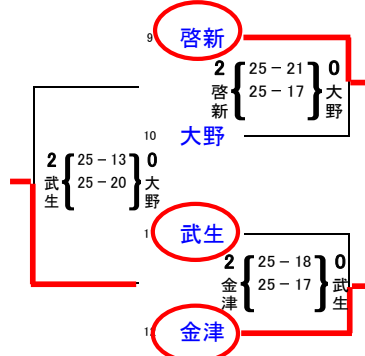 9 啓新
2 25-21 0
啓新 25-17 大野
10 大野
2 25-13 0
武生 25-20 大野
武生
2 25-18 0
金津 25-17 武生
金津